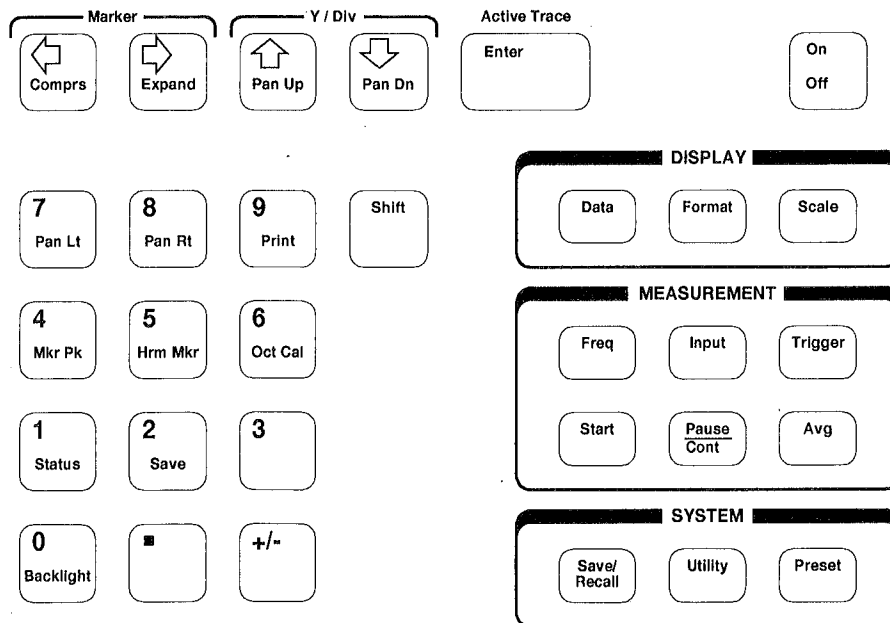 Marker
Y / Div
Active Trace
Comprs
Expand
Pan Up
Pan Dn
Enter
On
Off
7
Pan Lt
8
Pan Rt
9
Print
Shift
4
Mkr Pk
5
Hrm Mkr
6
Oct Cal
1
Status
2
Save
3
0
Backlight
.
+/-
DISPLAY
Data
Format
Scale
MEASUREMENT
Freq
Input
Trigger
Start
Pause
Cont
Avg
SYSTEM
Save/
Recall
Utility
Preset